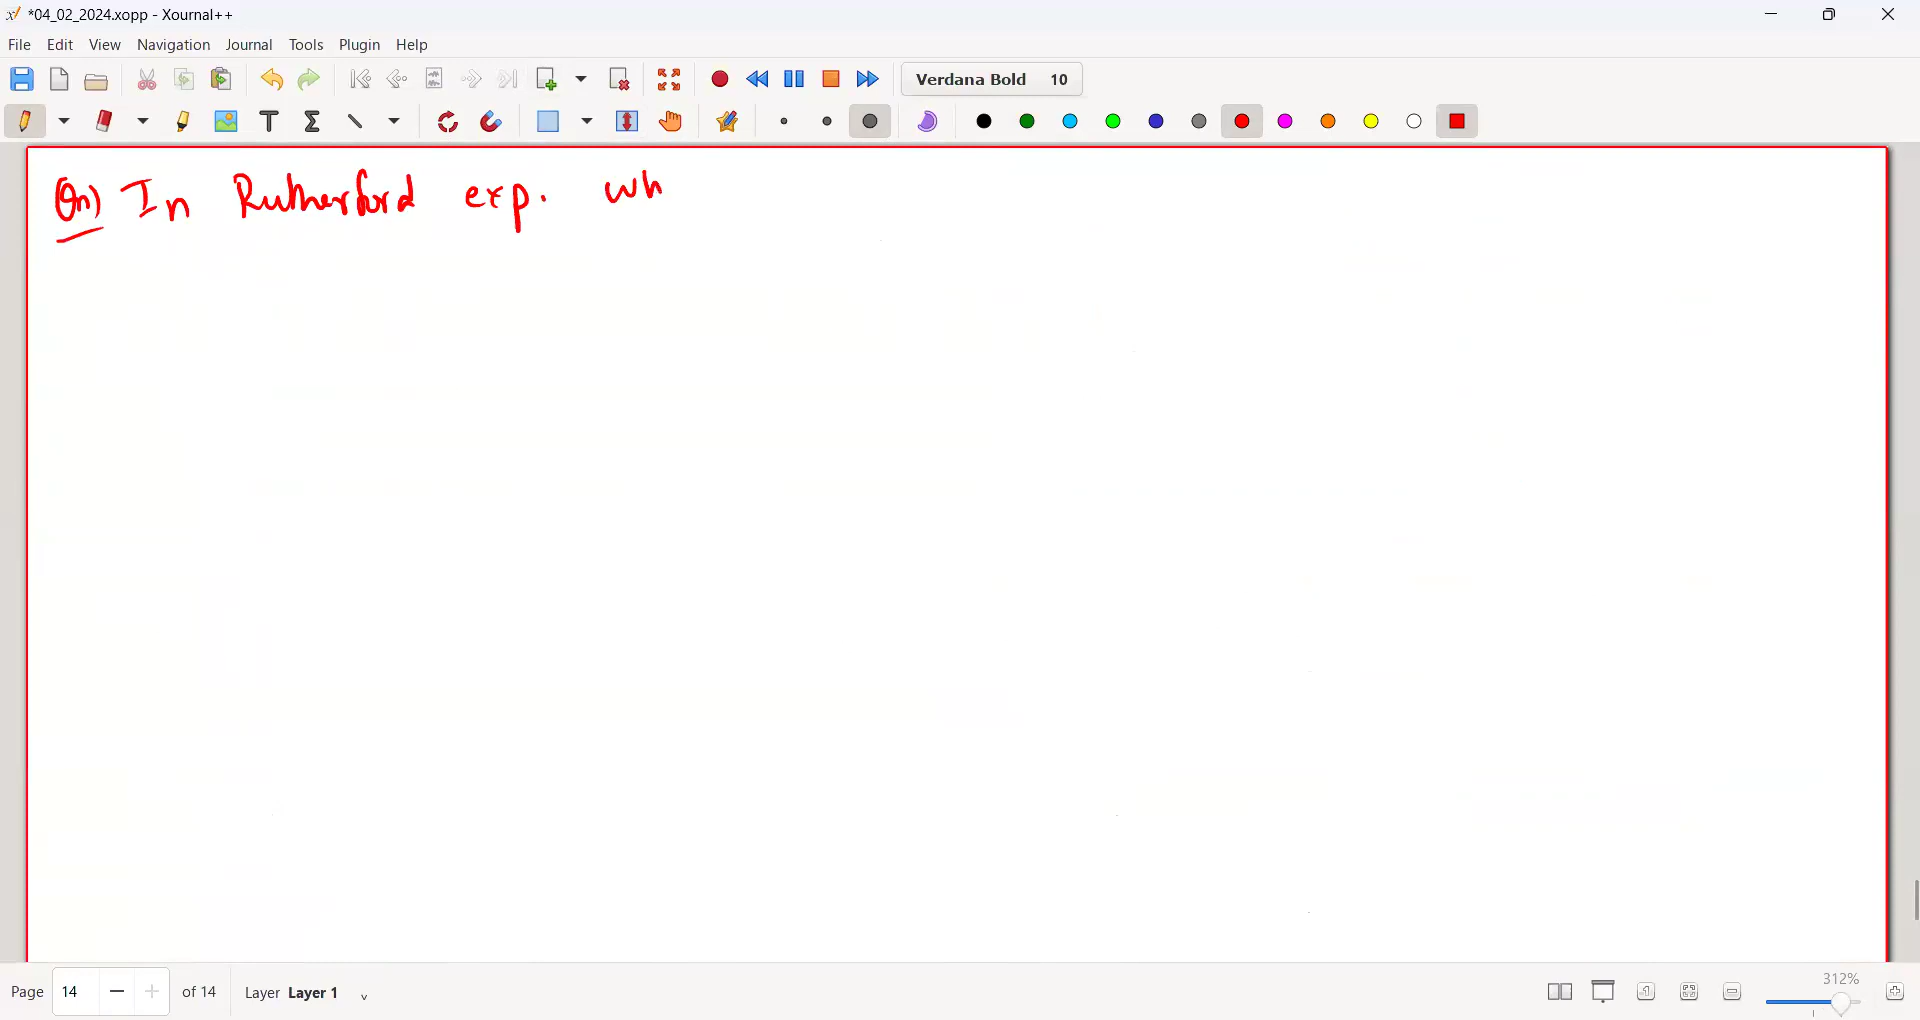 *04_02_2024.xopp - Xournal++
File Edit View Navigation Journal Tools Plugin Help
Verdana Bold 10
Qn) In Rutherford exp. wh
Page 14 of 14 Layer Layer 1 312%